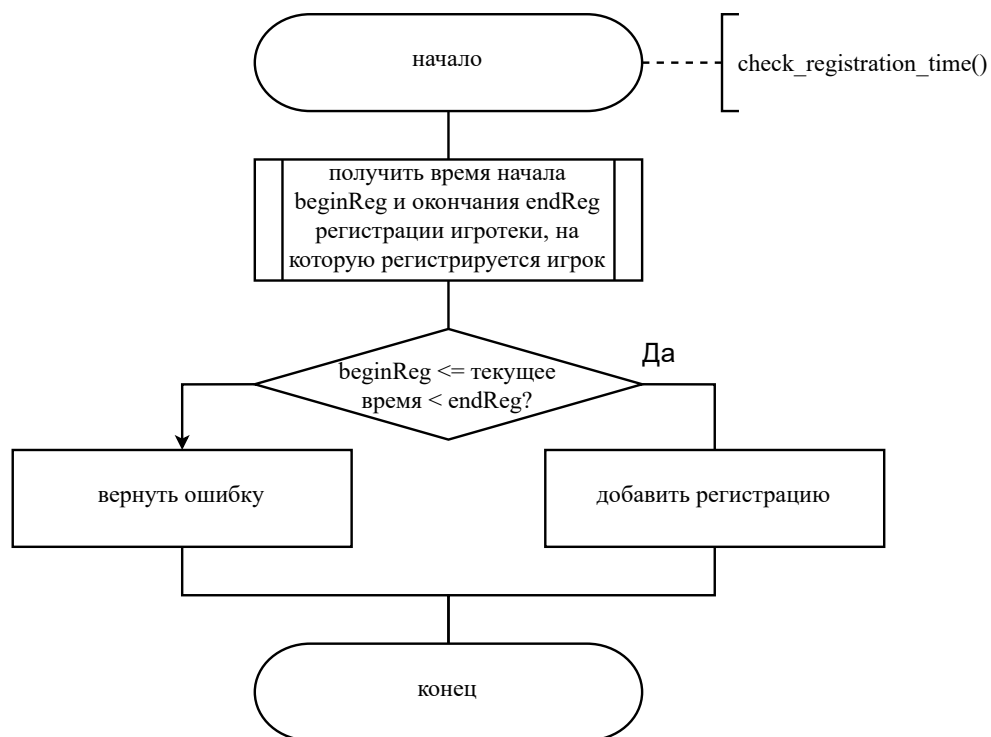 начало
check_registration_time()
получить время начала
beginReg и окончания endReg
регистрации игротеки, на
которую регистрируется игрок
Да
beginReg <= текущее
время < endReg?
вернуть ошибку
добавить регистрацию
конец